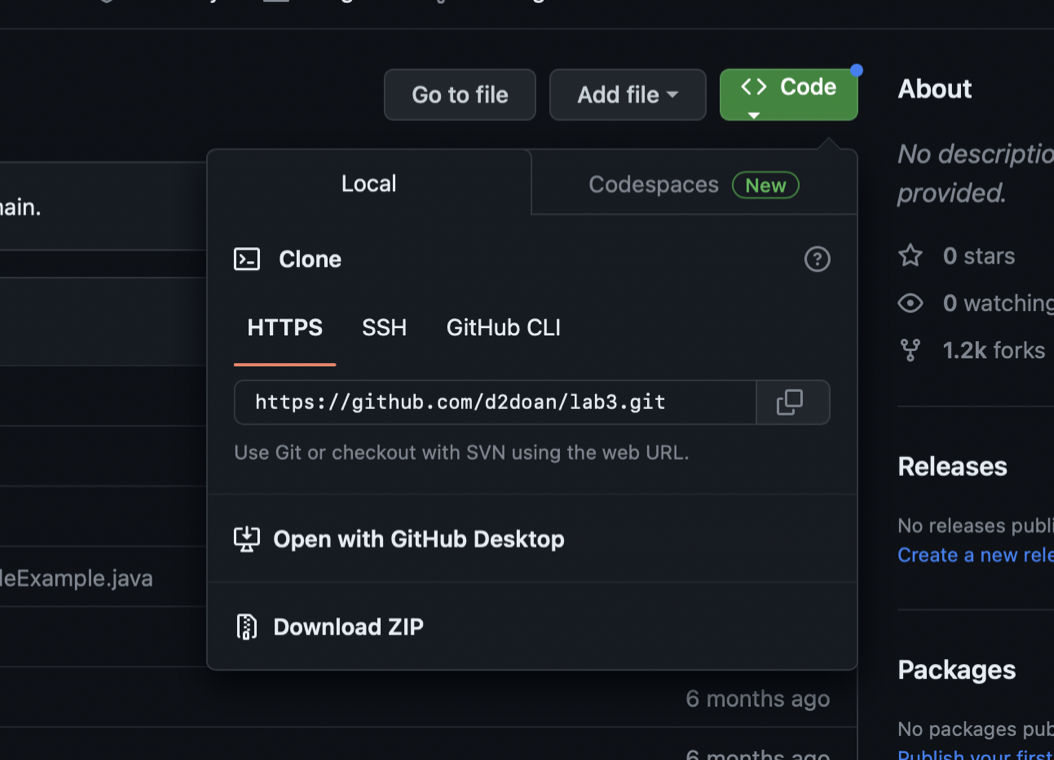 Go to file
Add file
Code
About
No descriptio
provided.
nain.
Local
Codespaces New
Clone
0 stars
0 watching
1.2k forks
HTTPS SSH GitHub CLI
https://github.com/d2doan/lab3.git
Use Git or checkout with SVN using the web URL.
Releases
No releases publi
Create a new rele
Open with GitHub Desktop
leExample.java
Download ZIP
Packages
6 months ago
No packages pub
6 months ago
Publish your first